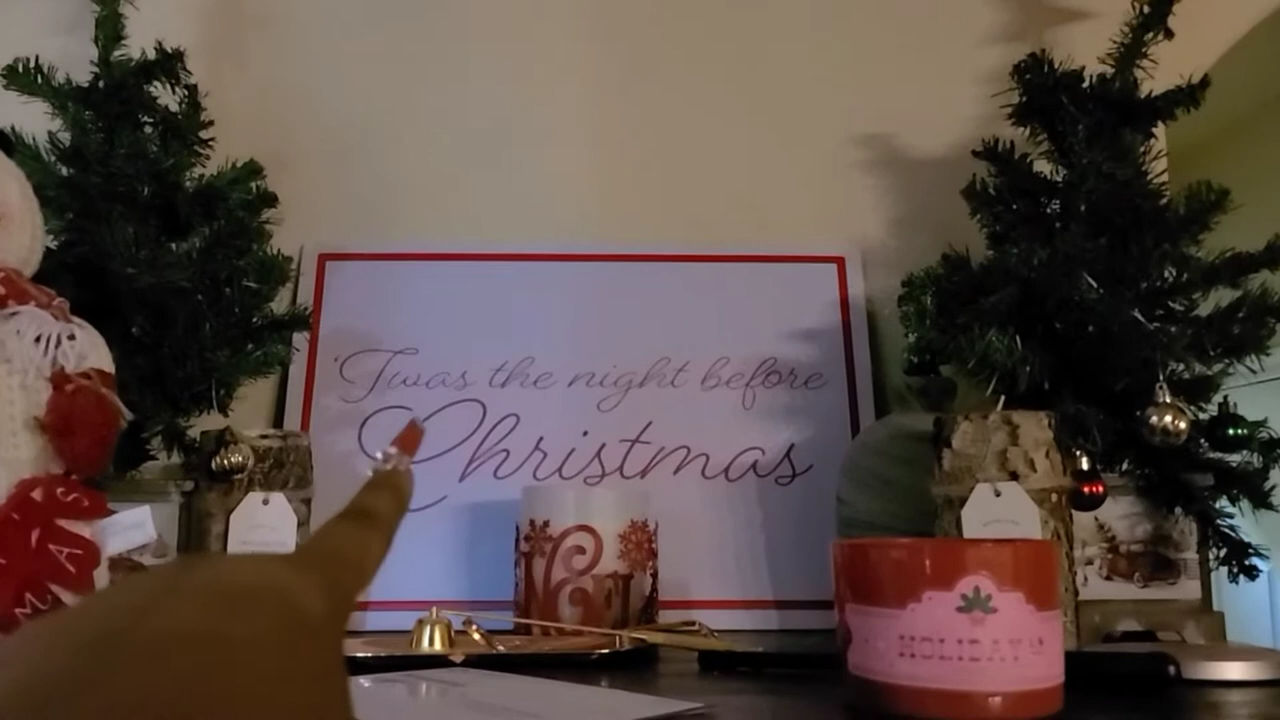 'Twas the night before
Christmas
NOEL
HOLIDAY
M
A
S